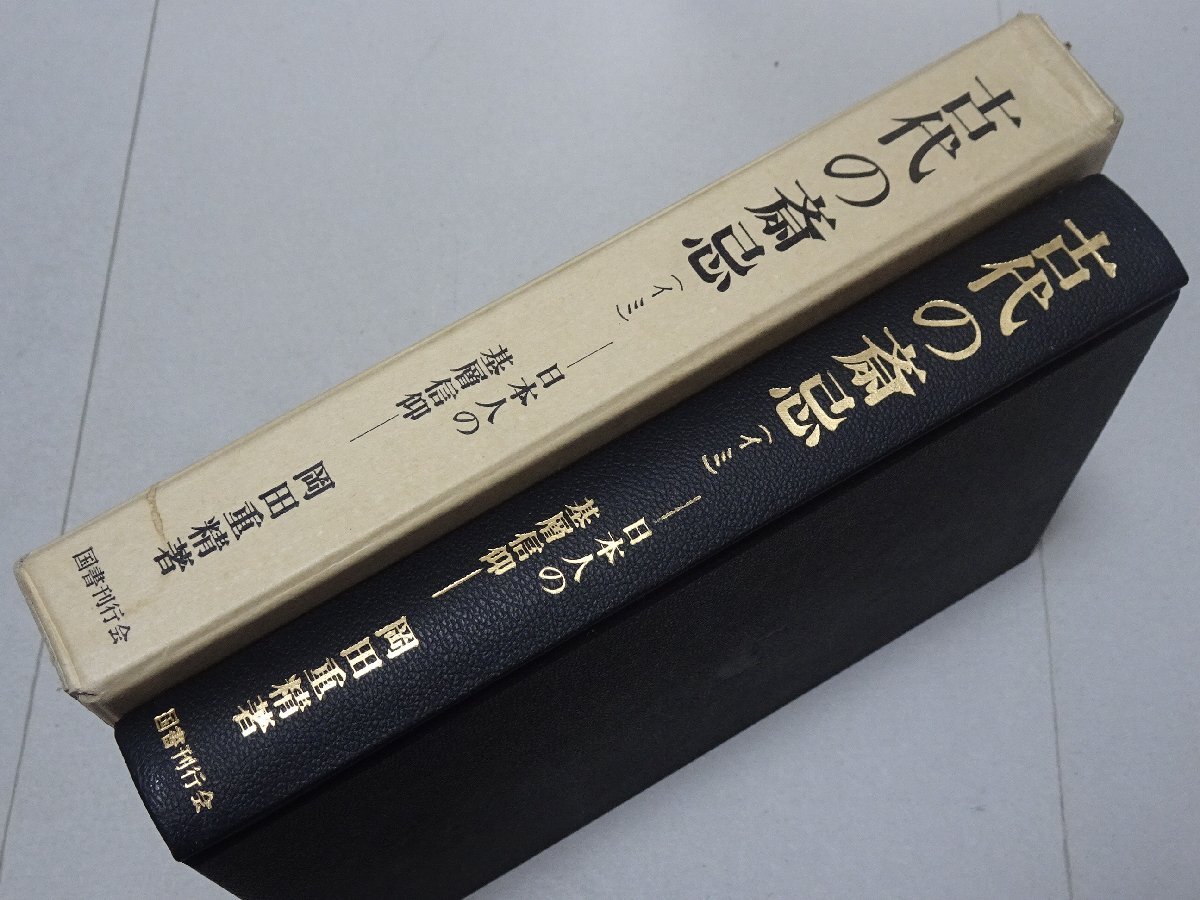 古代の斎忌(イミ)
―日本人の
基層信仰―
岡田重精著
国書刊行会
古代の斎忌(イミ)
―日本人の
基層信仰―
岡田重精著
国書刊行会